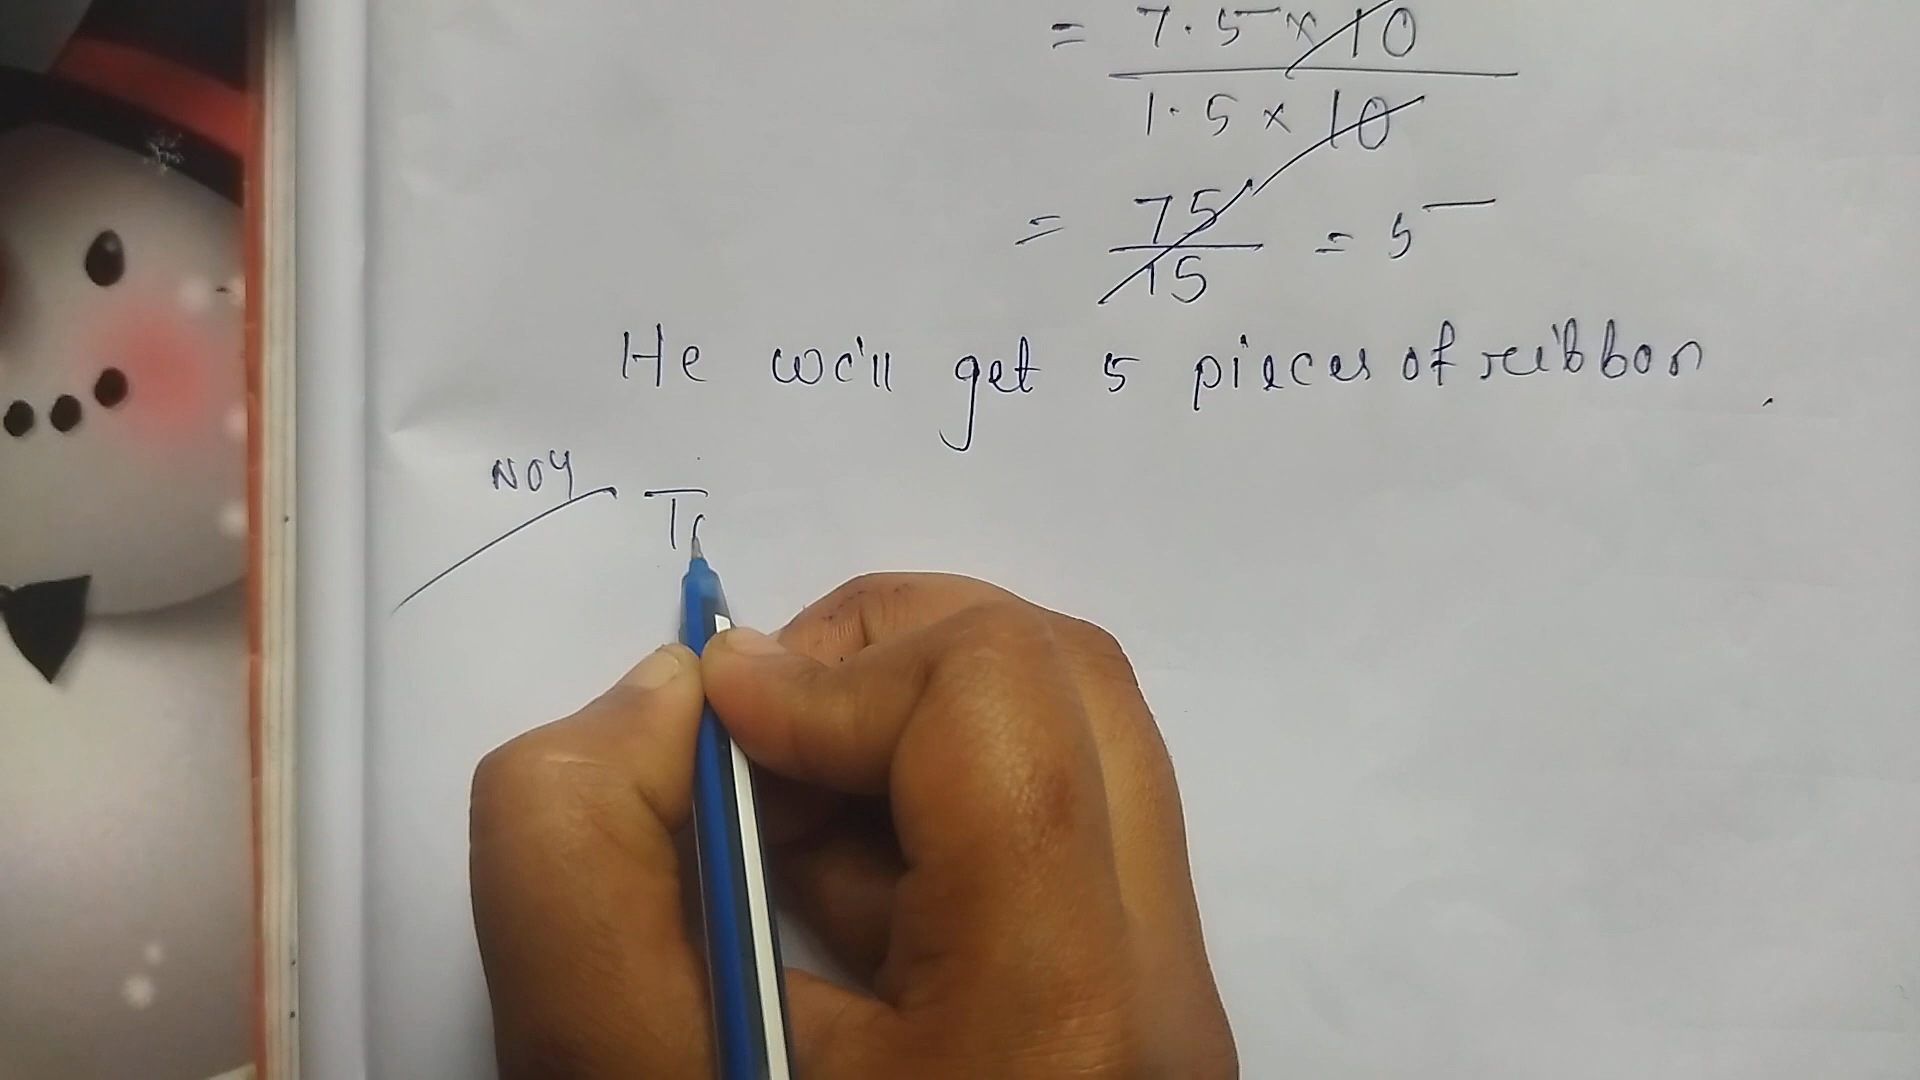 = 7.5 × 10
1.5 × 10
= 75
15
= 5
He will get 5 pieces of ribbon.
NO4